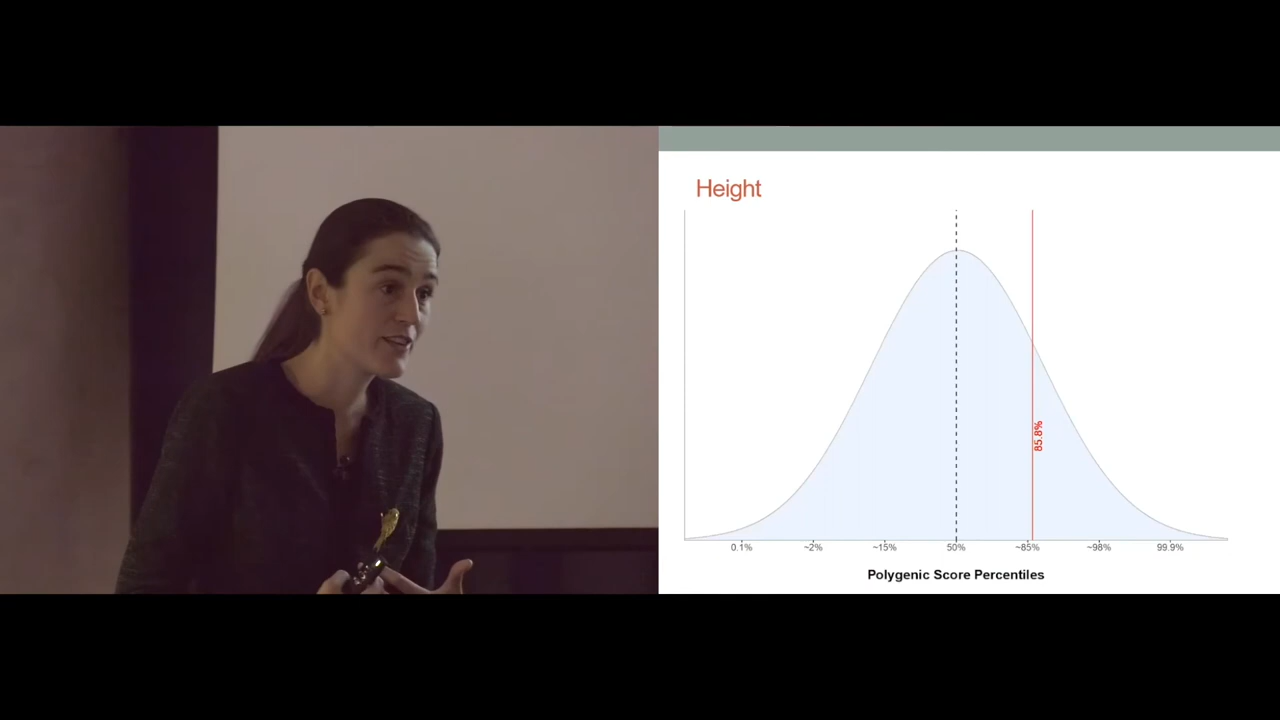 Height
85.8%
0.1% ~2% ~15% 50% ~85% ~98% 99.9%
Polygenic Score Percentiles